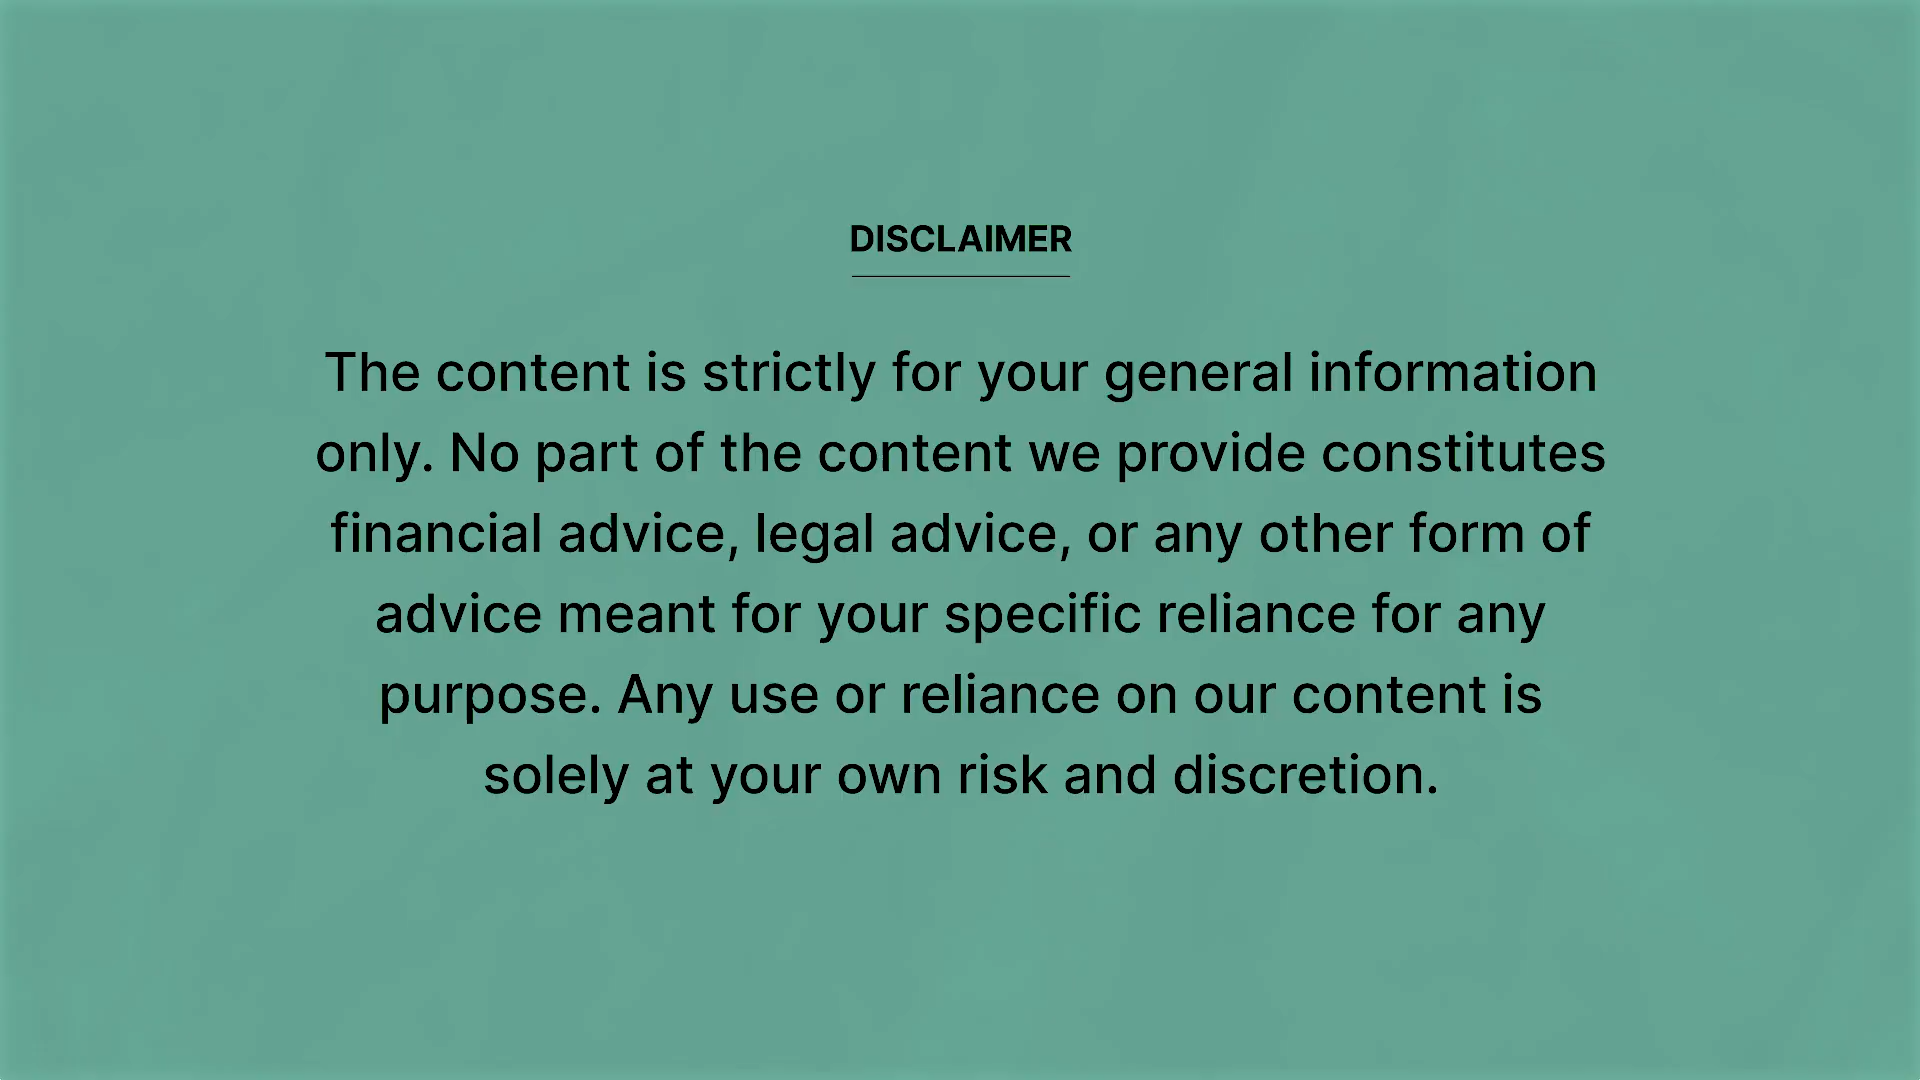 DISCLAIMER
The content is strictly for your general information
only. No part of the content we provide constitutes
financial advice, legal advice, or any other form of
advice meant for your specific reliance for any
purpose. Any use or reliance on our content is
solely at your own risk and discretion.